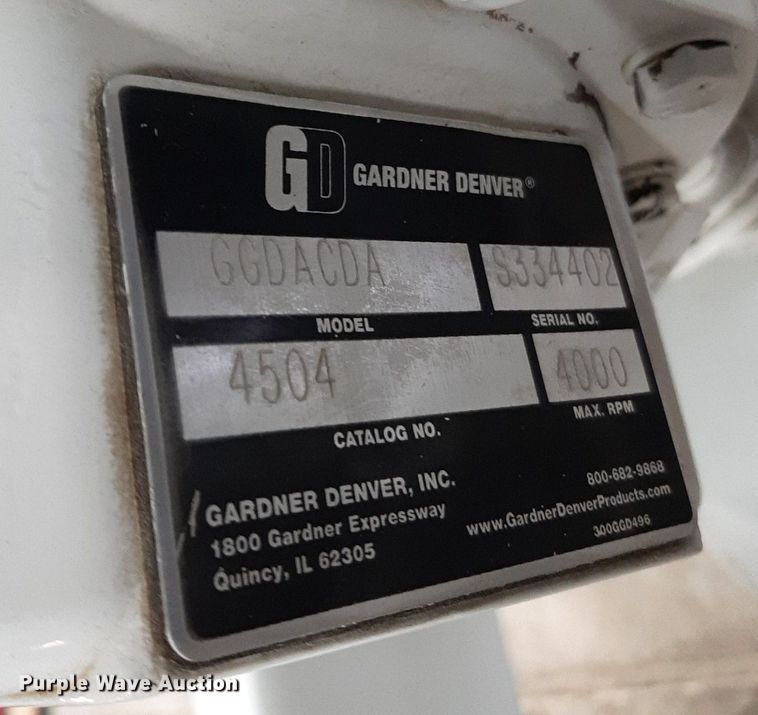 GD GARDNER DENVER®
GGDACDA S334402
MODEL SERIAL NO.
4504 4000
CATALOG NO. MAX. RPM
GARDNER DENVER, INC.
1800 Gardner Expressway
Quincy, IL 62305
800-682-9868
www.GardnerDenverProducts.com
300GGD496
Purple Wave Auction